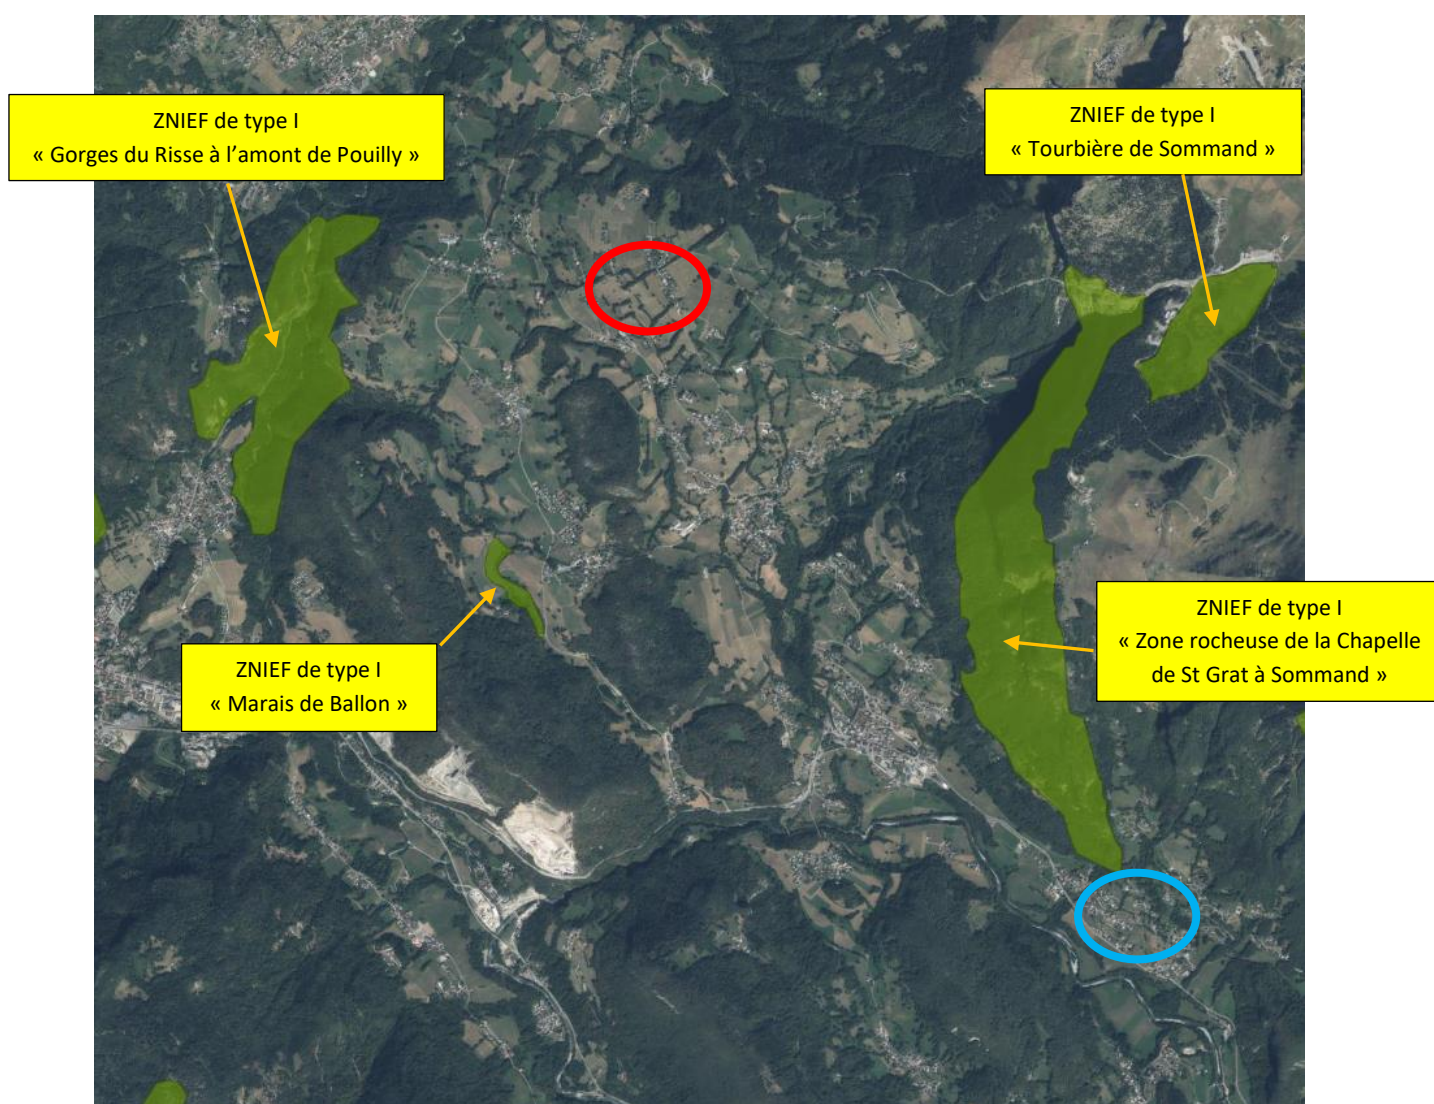 ZNIEF de type I
« Gorges du Risse à l’amont de Pouilly »
ZNIEF de type I
« Tourbière de Sommand »
ZNIEF de type I
« Zone rocheuse de la Chapelle
de St Grat à Sommand »
ZNIEF de type I
« Marais de Ballon »